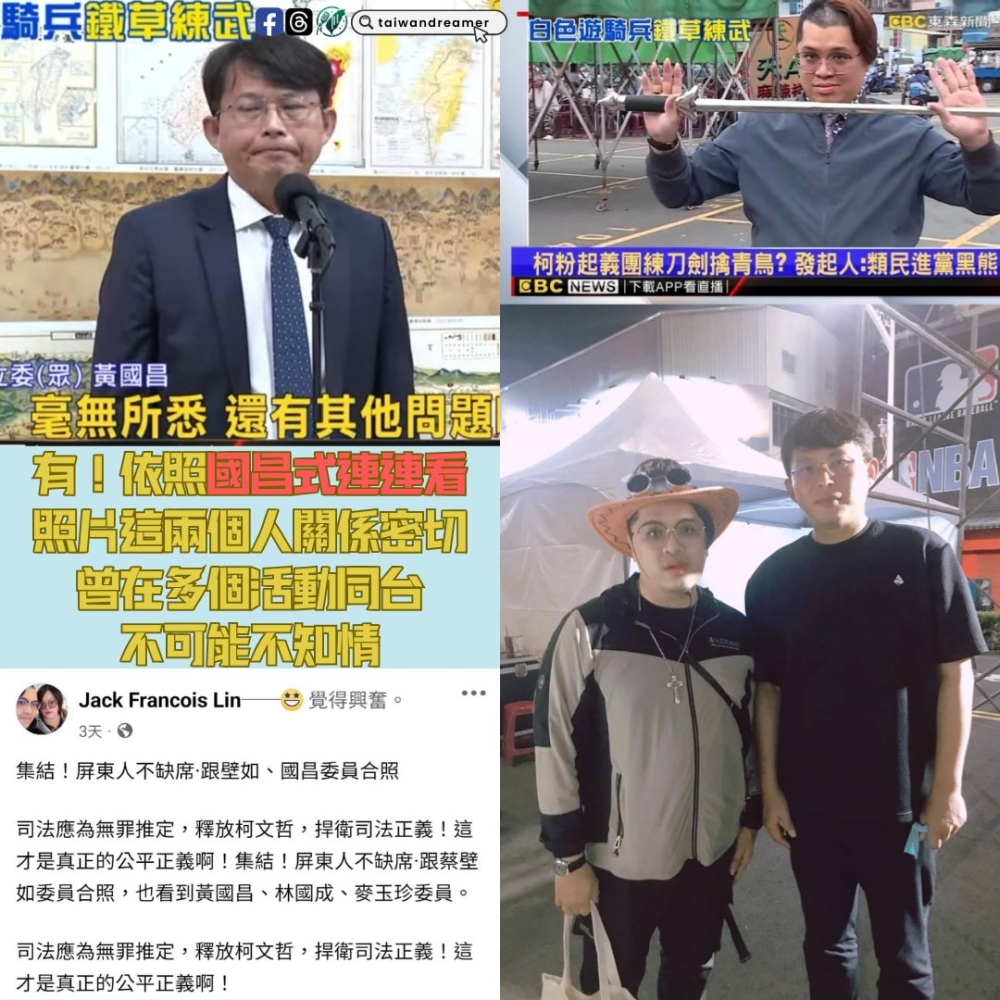 騎兵鐵草練武
taiwandreamer
立委(眾) 黃國昌
毫無所悉 還有其他問題
白色遊騎兵鐵草練武
EBC 東森新聞
柯粉起義團練刀劍擒青鳥? 發起人:類民進黨黑熊
EBC NEWS 下載APP看直播
有！依照國昌式連連看
照片這兩個人關係密切
曾在多個活動同台
不可能不知情
Jack Francois Lin──😍 覺得興奮。
3天
集結！屏東人不缺席·跟壁如、國昌委員合照
司法應為無罪推定，釋放柯文哲，捍衛司法正義！這
才是真正的公平正義啊！集結！屏東人不缺席·跟蔡壁
如委員合照，也看到黃國昌、林國成、麥玉珍委員。
司法應為無罪推定，釋放柯文哲，捍衛司法正義！這
才是真正的公平正義啊！
LEAGUE BASEBALL
NBA